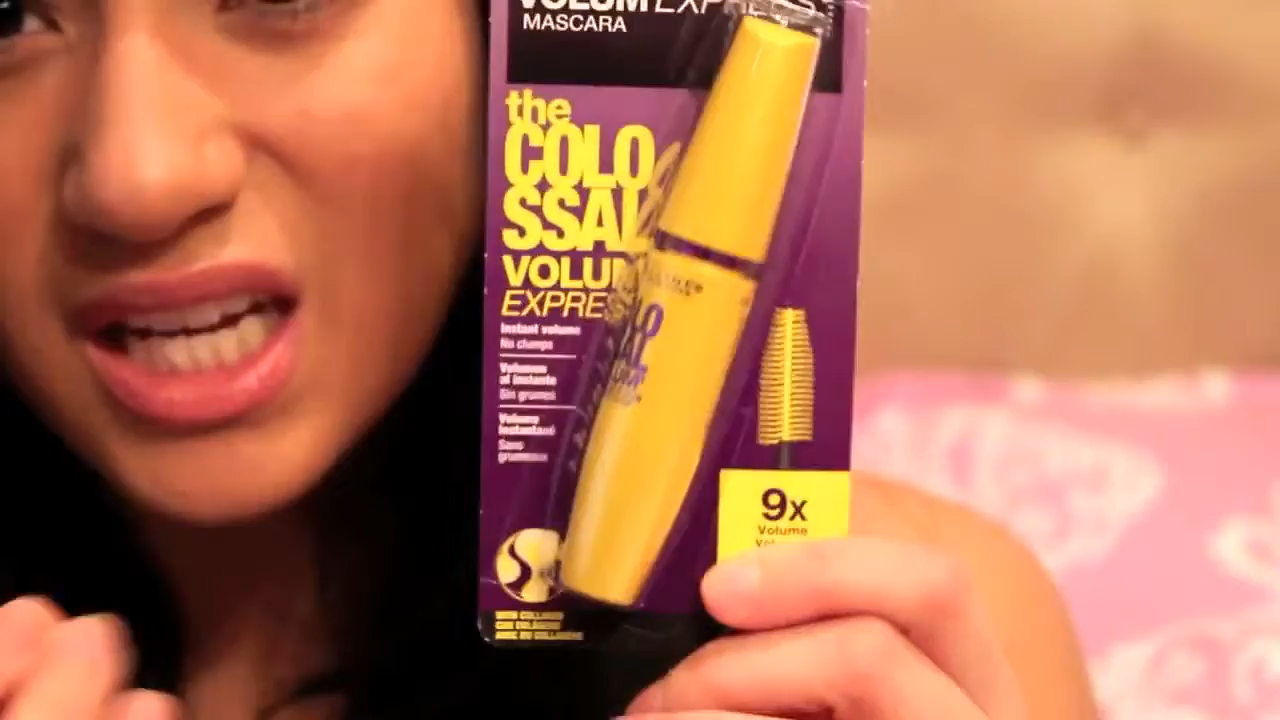 VOLUM EXPRESS
MASCARA
the
COLO
SSAL
VOLUM
EXPRES
Instant volume
No clumps
Volumen
al instante
Sin grumos
Volume
instantané
Sans
grumeaux
9x
Volume